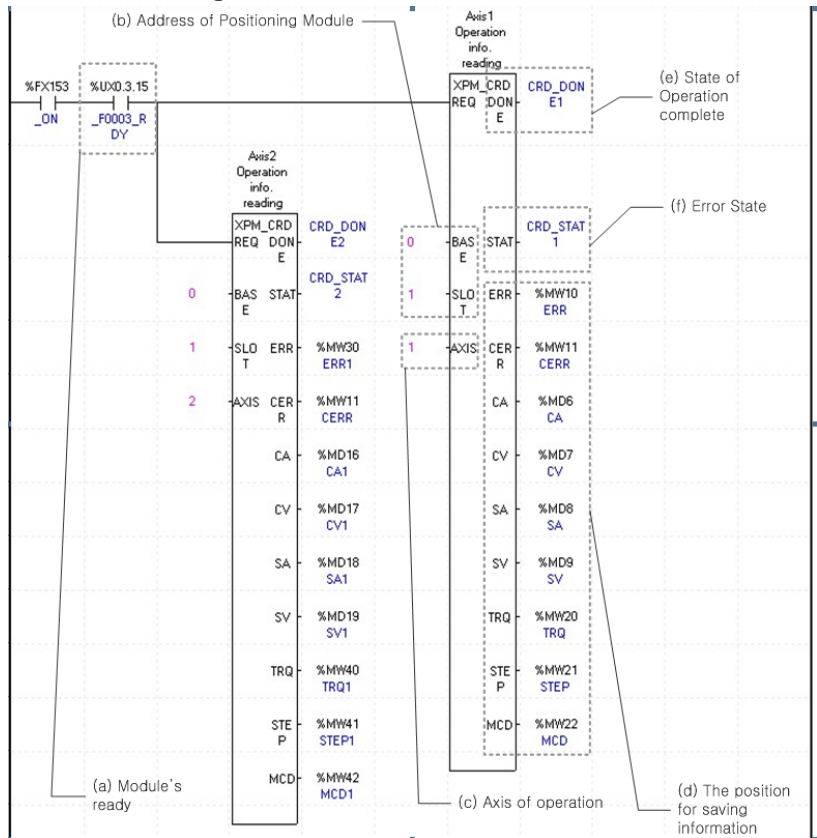 (b) Address of Positioning Module
Axis1
Operation
info.
reading
%FX153
_ON
%UX0.3.15
_F0003_R
DY
XPM_CRD
REQ DON
E
CRD_DON
E1
(e) State of
Operation
complete
Axis2
Operation
info.
reading
XPM_CRD
REQ DON
E
CRD_DON
E2
0
BAS
E
STAT
CRD_STAT
2
1
SLO
T
ERR
%MW30
ERR1
2
AXIS
CER
R
%MW11
CERR
CA
%MD16
CA1
CV
%MD17
CV1
SA
%MD18
SA1
SV
%MD19
SV1
TRQ
%MW40
TRQ1
STE
P
%MW41
STEP1
MCD
%MW42
MCD1
0
BAS
E
STAT
CRD_STAT
1
(f) Error State
1
SLO
T
ERR
%MW10
ERR
1
AXIS
CER
R
%MW11
CERR
CA
%MD6
CA
CV
%MD7
CV
SA
%MD8
SA
SV
%MD9
SV
TRQ
%MW20
TRQ
STE
P
%MW21
STEP
MCD
%MW22
MCD
(a) Module's
ready
(c) Axis of operation
(d) The position
for saving
information